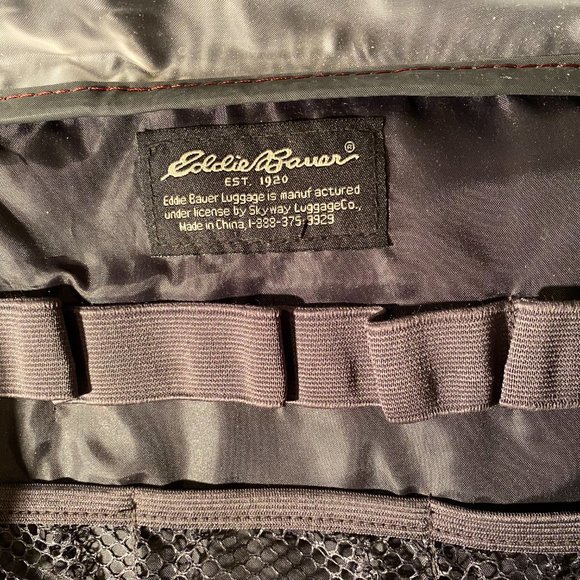 Eddie Bauer®
EST. 1920
Eddie Bauer Luggage is manufactured
under license by Skyway LuggageCo.,
Made in China, 1-888-375-3929